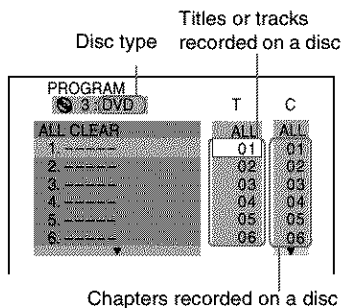 Titles or tracks
Disc type recorded on a disc
PROGRAM
3 : DVD T C
ALL CLEAR ALL ALL
1. ––––– 01 01
2. ––––– 02 02
3. ––––– 03 03
4. ––––– 04 04
5. ––––– 05 05
6. ––––– 06 06
Chapters recorded on a disc